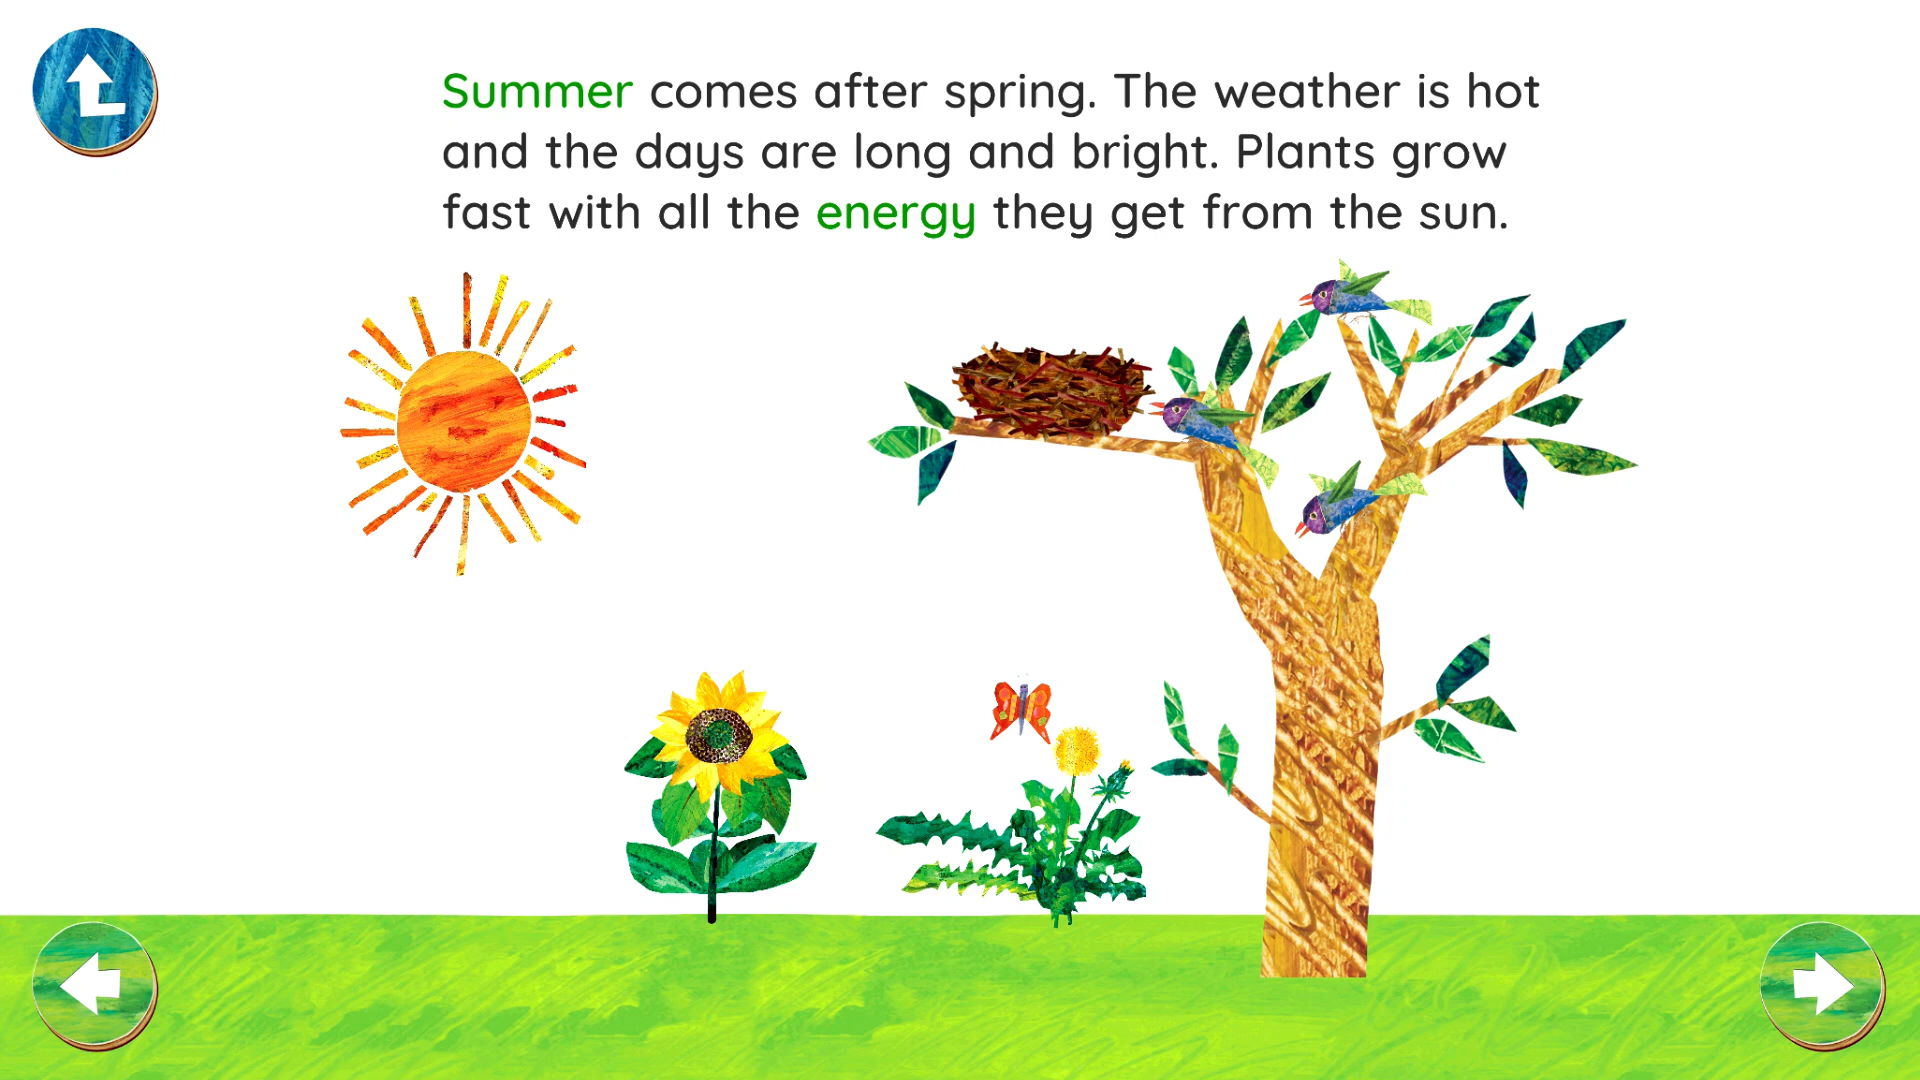 Summer comes after spring. The weather is hot
and the days are long and bright. Plants grow
fast with all the energy they get from the sun.